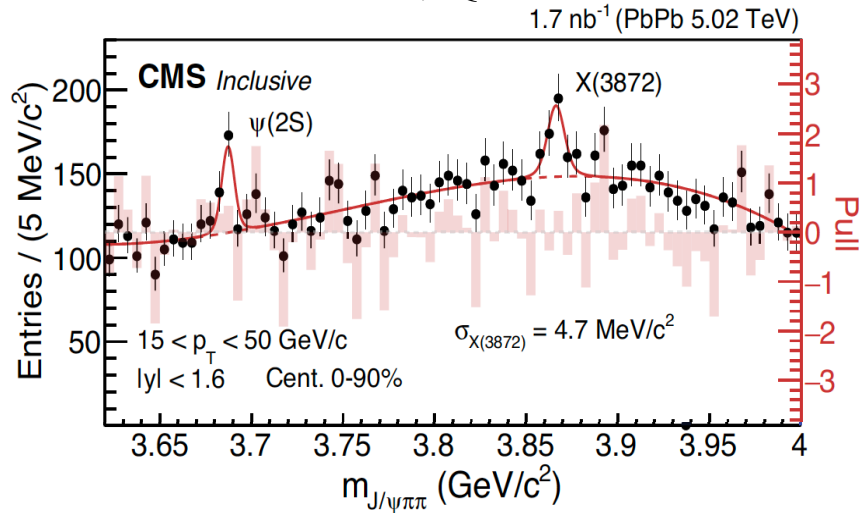 1.7 nb⁻¹ (PbPb 5.02 TeV)
CMS Inclusive
ψ(2S)
X(3872)
200
150
100
50
Entries / (5 MeV/c²)
3
2
1
0
−1
−2
−3
Pull
15 < p_T < 50 GeV/c
σ_X(3872) = 4.7 MeV/c²
|y| < 1.6 Cent. 0-90%
3.65 3.7 3.75 3.8 3.85 3.9 3.95 4
m_J/ψππ (GeV/c²)